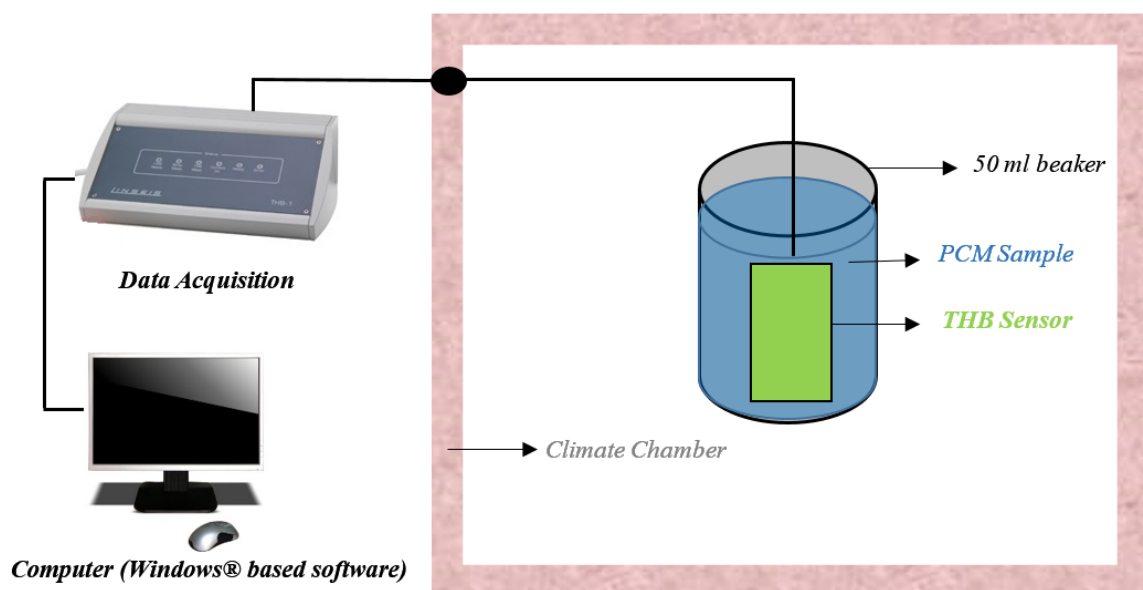 LINSEIS
THB-1
50 ml beaker
PCM Sample
THB Sensor
Data Acquisition
Climate Chamber
Computer (Windows® based software)